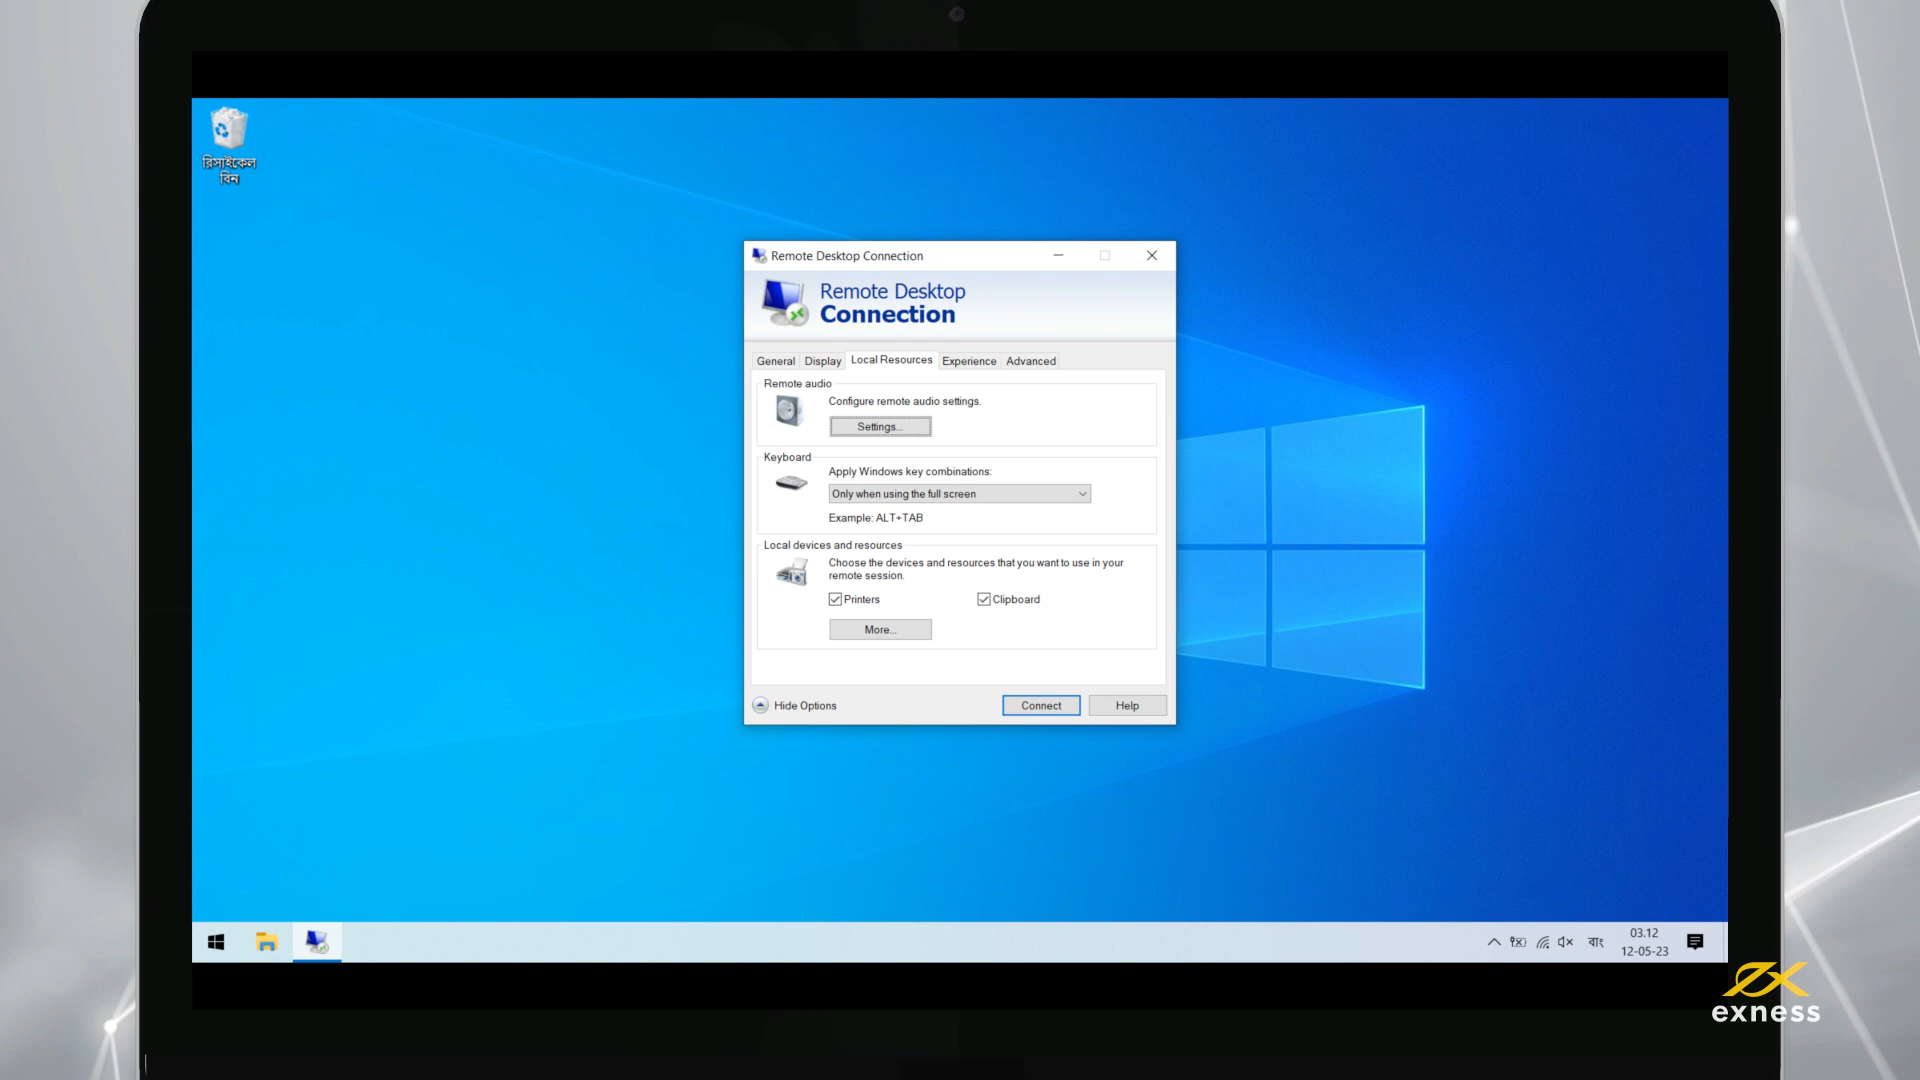 রিসাইকেল
বিন
Remote Desktop Connection
Remote Desktop
Connection
General Display Local Resources Experience Advanced
Remote audio
Configure remote audio settings.
Settings...
Keyboard
Apply Windows key combinations:
Only when using the full screen
Example: ALT+TAB
Local devices and resources
Choose the devices and resources that you want to use in your
remote session.
Printers Clipboard
More...
Hide Options Connect Help
বাং
03.12
12-05-23
exness